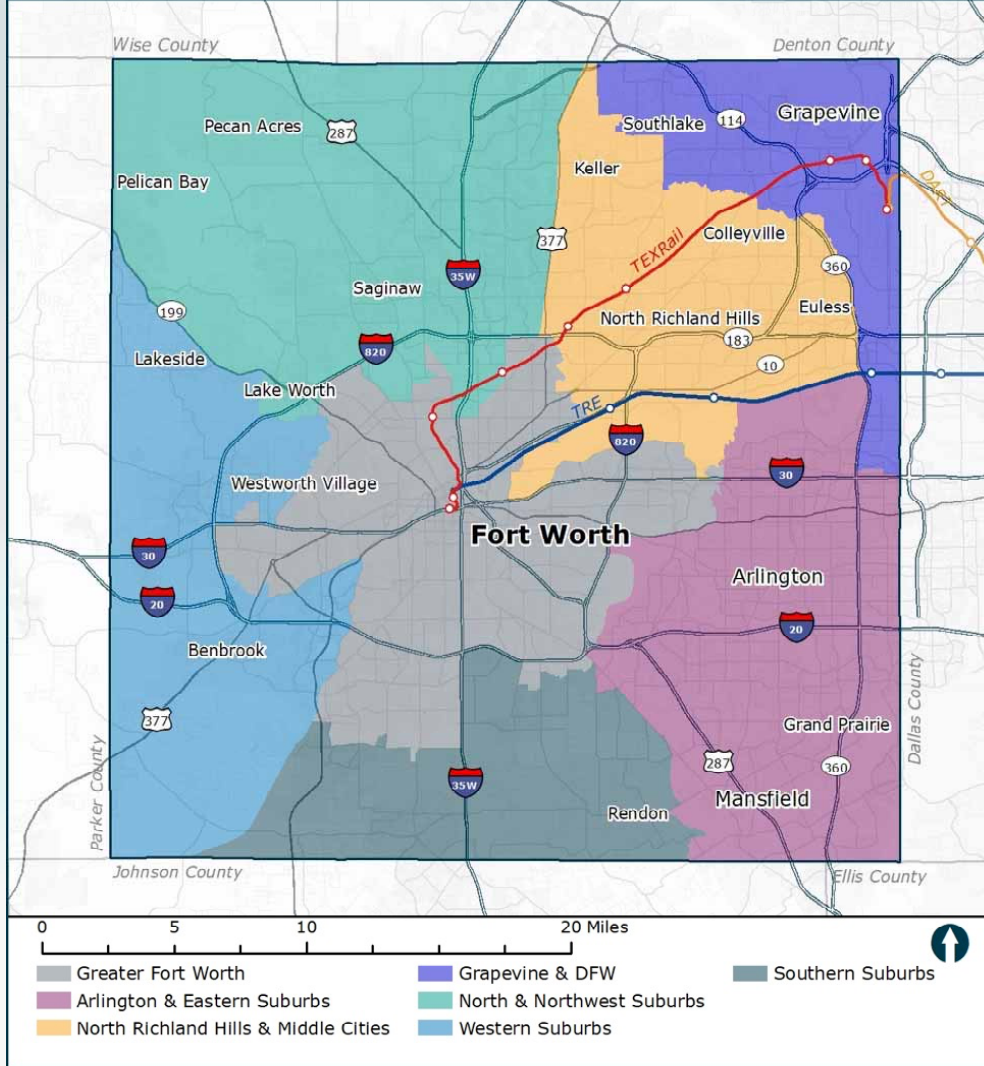 Wise County
Denton County
Grapevine
114
Southlake
Pecan Acres
287
Keller
Pelican Bay
DART
Colleyville
377
TEXRail
360
35W
Saginaw
Euless
199
North Richland Hills
183
820
Lakeside
10
Lake Worth
TRE
820
30
Westworth Village
Fort Worth
30
Arlington
20
20
Benbrook
Dallas County
377
Grand Prairie
287
360
Parker County
35W
Mansfield
Rendon
Johnson County
Ellis County
0 5 10 20 Miles
Greater Fort Worth
Arlington & Eastern Suburbs
North Richland Hills & Middle Cities
Grapevine & DFW
North & Northwest Suburbs
Western Suburbs
Southern Suburbs